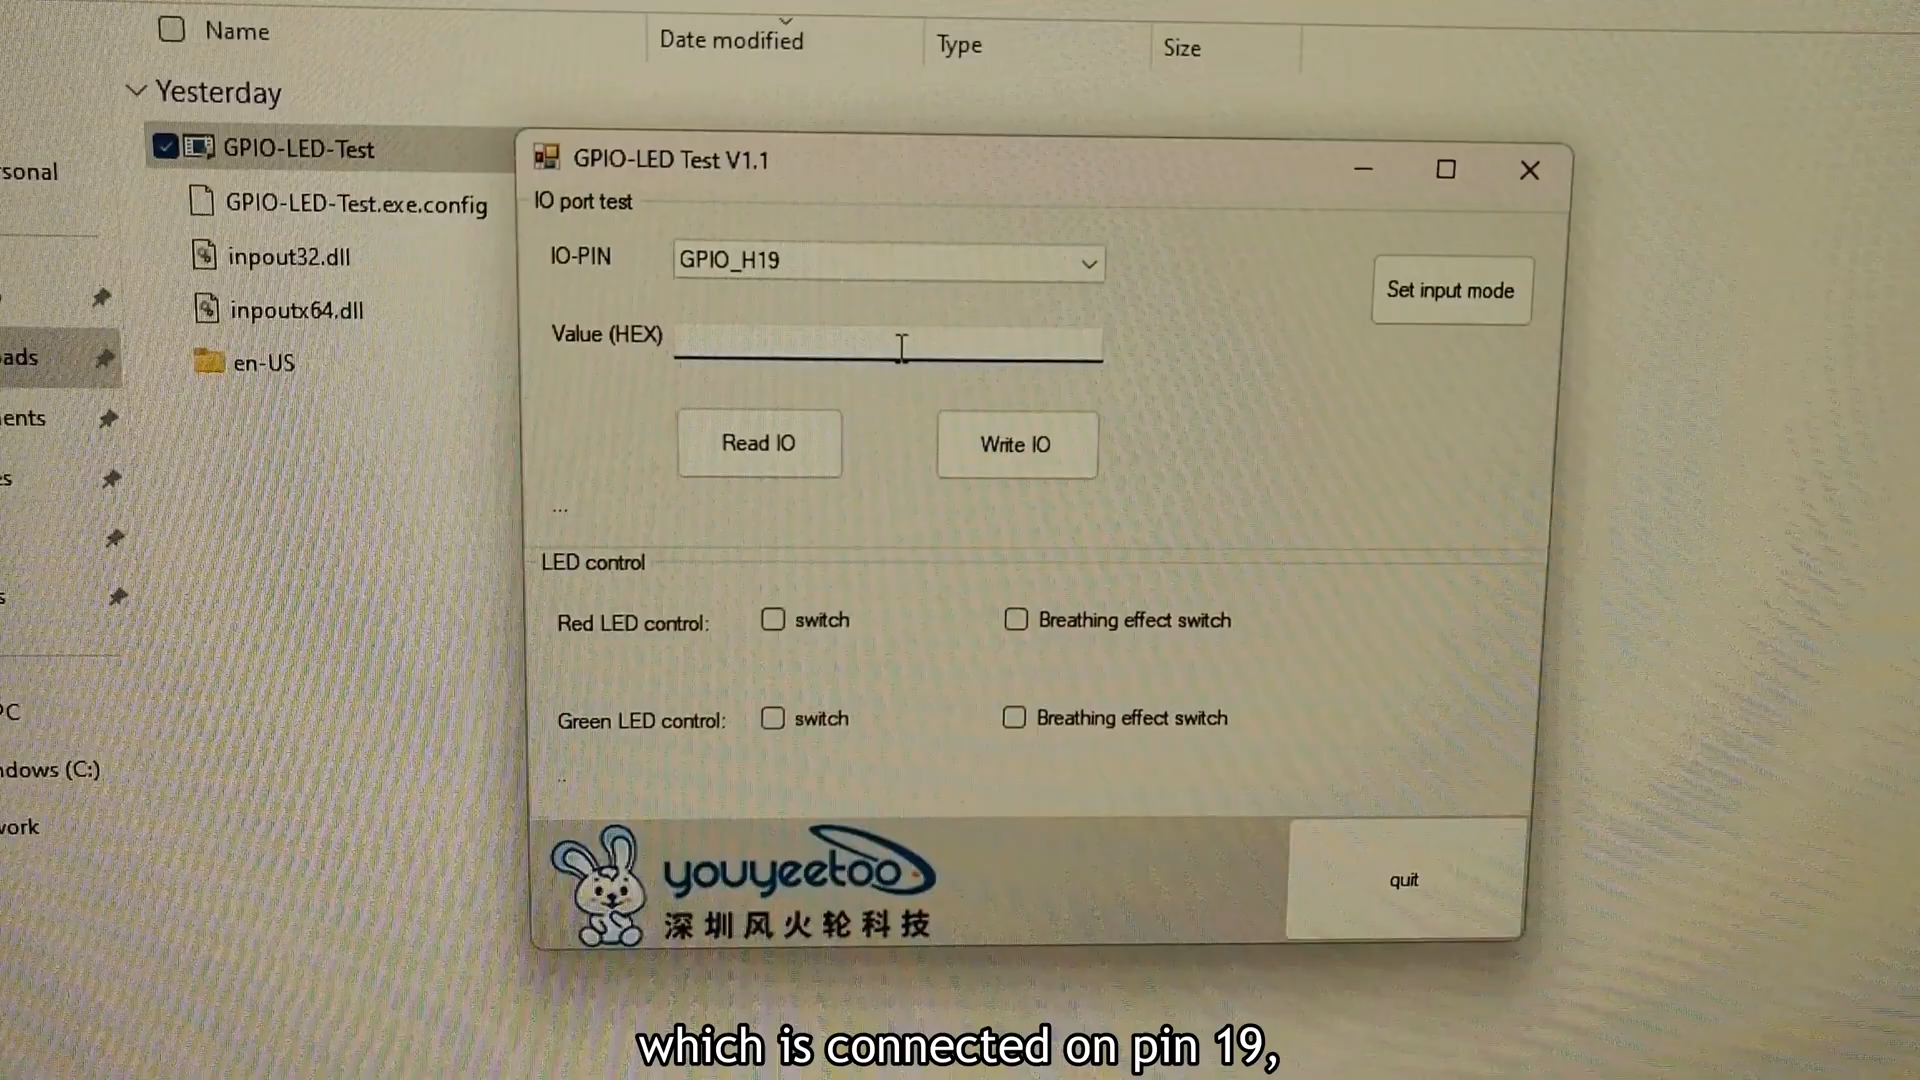 Name
Date modified
Type
Size
Yesterday
GPIO-LED-Test
GPIO-LED-Test.exe.config
inpout32.dll
inpoutx64.dll
en-US
sonal
ads
ents
s
s
PC
ndows (C:)
work
GPIO-LED Test V1.1
IO port test
IO-PIN
GPIO_H19
Set input mode
Value (HEX)
Read IO
Write IO
...
LED control
Red LED control:
switch
Breathing effect switch
Green LED control:
switch
Breathing effect switch
..
youyeetoo
深圳风火轮科技
quit
which is connected on pin 19,